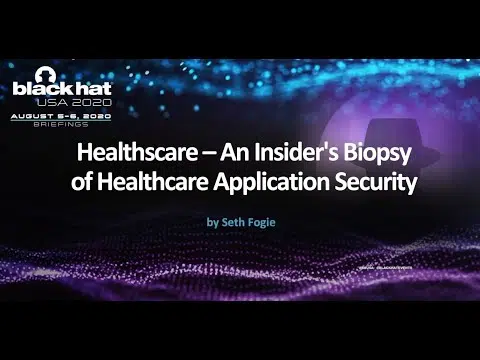 black hat
USA 2020
AUGUST 5-6, 2020
BRIEFINGS
Healthscare – An Insider's Biopsy
of Healthcare Application Security
by Seth Fogie